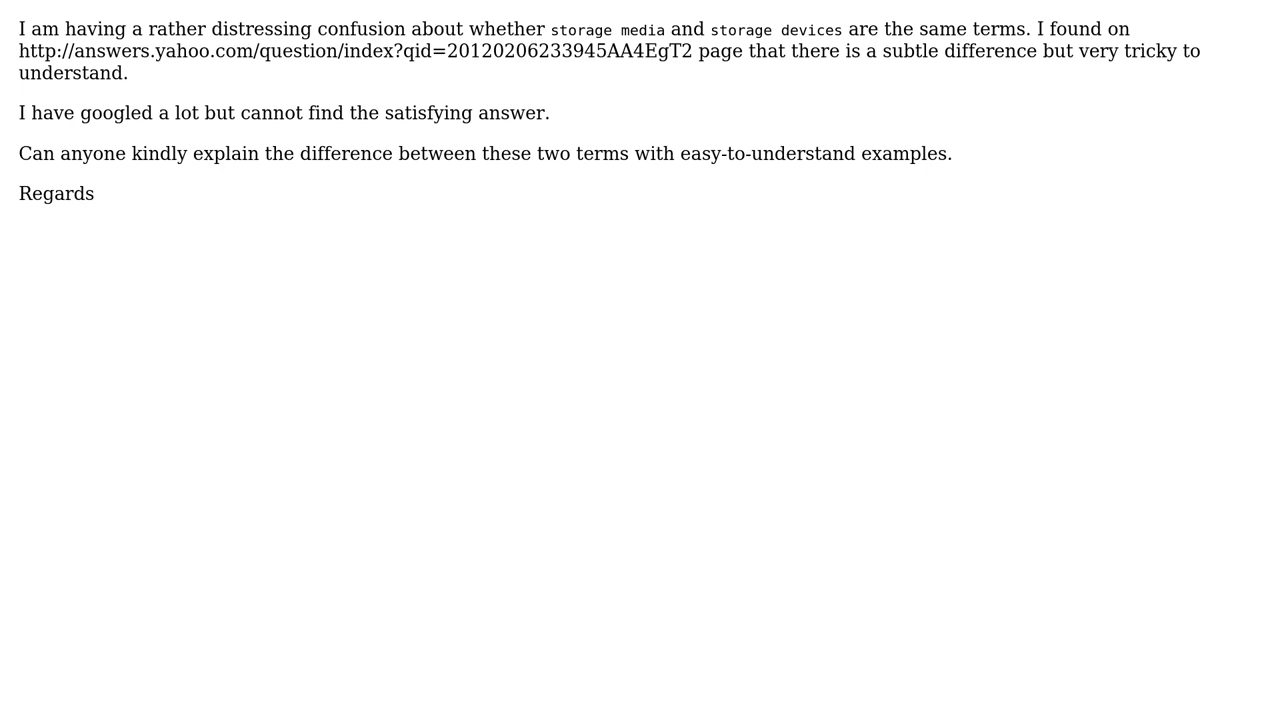 I am having a rather distressing confusion about whether storage media and storage devices are the same terms. I found on
http://answers.yahoo.com/question/index?qid=20120206233945AA4EgT2 page that there is a subtle difference but very tricky to
understand.
I have googled a lot but cannot find the satisfying answer.
Can anyone kindly explain the difference between these two terms with easy-to-understand examples.
Regards